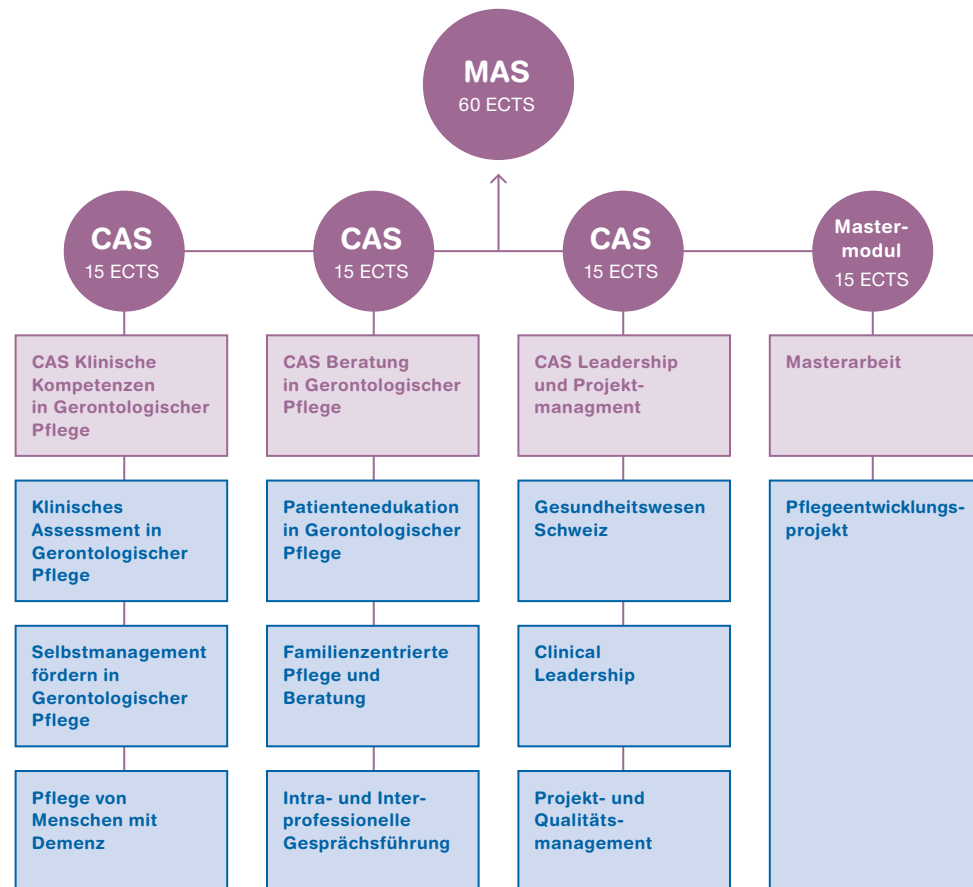 MAS
60 ECTS
CAS
15 ECTS
CAS
15 ECTS
CAS
15 ECTS
Master-
modul
15 ECTS
CAS Klinische
Kompetenzen
in Gerontologischer
Pflege
CAS Beratung
in Gerontologischer
Pflege
CAS Leadership
und Projekt-
managment
Masterarbeit
Klinisches
Assessment in
Gerontologischer
Pflege
Patientenedukation
in Gerontologischer
Pflege
Gesundheitswesen
Schweiz
Pflegeentwicklungs-
projekt
Selbstmanagement
fördern in
Gerontologischer
Pflege
Familienzentrierte
Pflege und
Beratung
Clinical
Leadership
Pflege von
Menschen mit
Demenz
Intra- und Inter-
professionelle
Gesprächsführung
Projekt- und
Qualitäts-
management